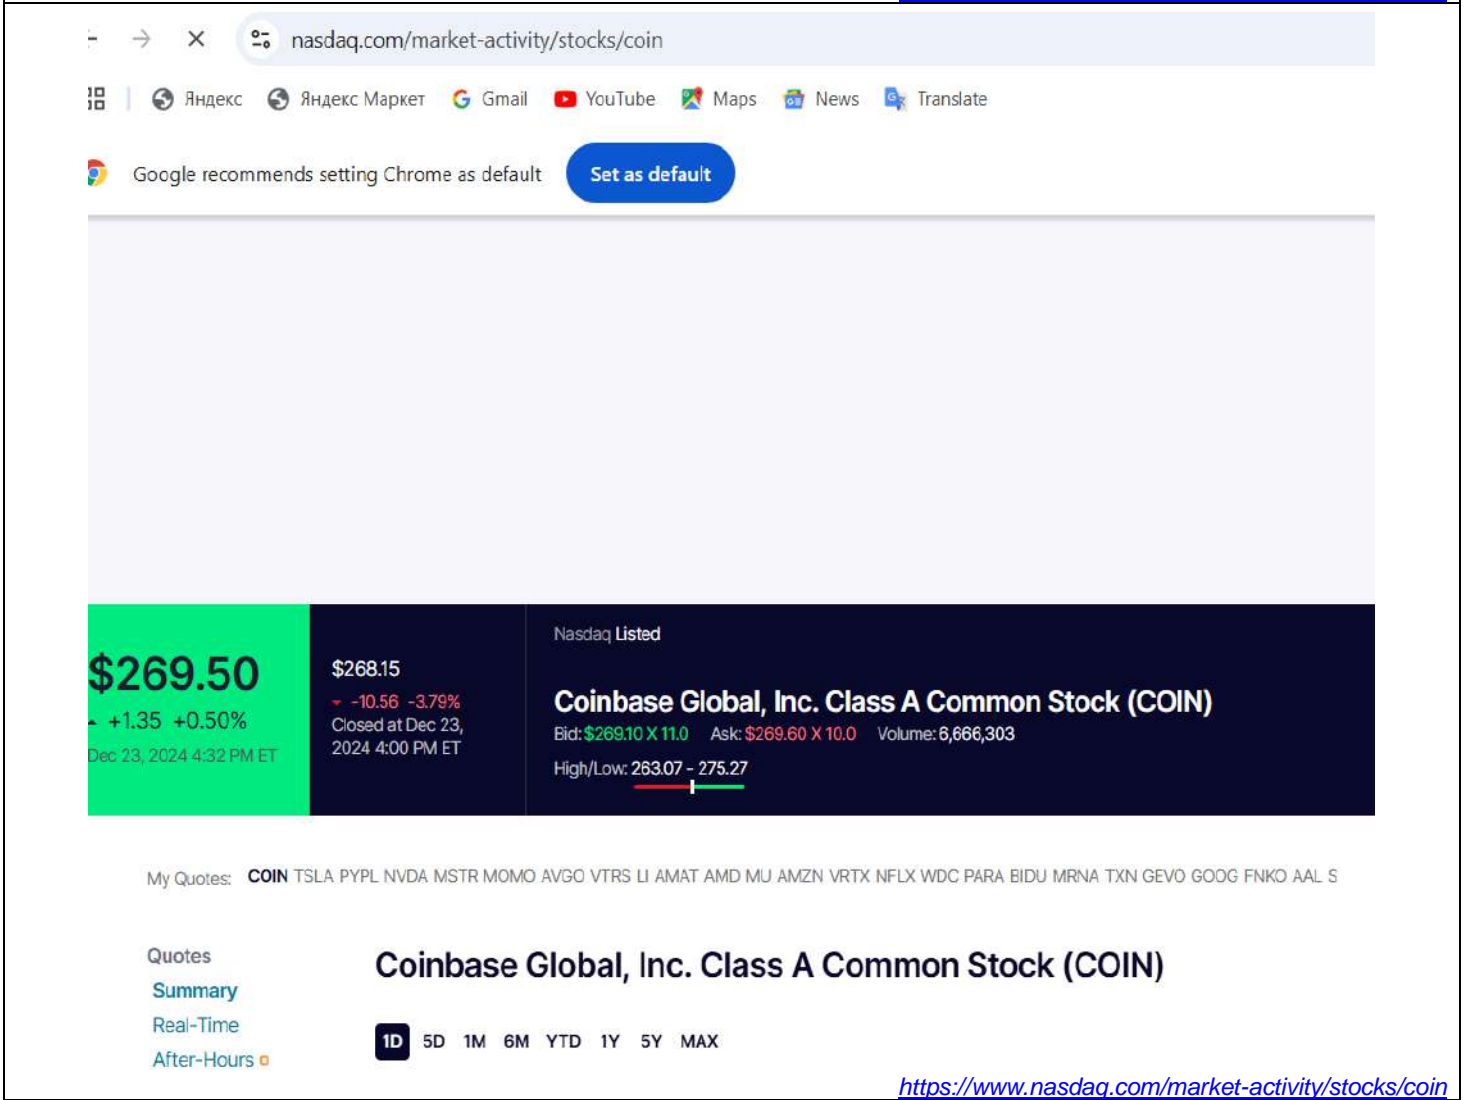 nasdaq.com/market-activity/stocks/coin
Яндекс Яндекс Маркет Gmail YouTube Maps News Translate
Google recommends setting Chrome as default Set as default
Nasdaq Listed
$269.50
+1.35 +0.50%
Dec 23, 2024 4:32 PM ET
$268.15
-10.56 -3.79%
Closed at Dec 23,
2024 4:00 PM ET
Coinbase Global, Inc. Class A Common Stock (COIN)
Bid: $269.10 X 11.0 Ask: $269.60 X 10.0 Volume: 6,666,303
High/Low: 263.07 - 275.27
My Quotes: COIN TSLA PYPL NVDA MSTR MOMO AVGO VTRS LI AMAT AMD MU AMZN VRTX NFLX WDC PARA BIDU MRNA TXN GEVO GOOG FNKO AAL S
Quotes
Summary
Real-Time
After-Hours
Coinbase Global, Inc. Class A Common Stock (COIN)
1D 5D 1M 6M YTD 1Y 5Y MAX
https://www.nasdaq.com/market-activity/stocks/coin